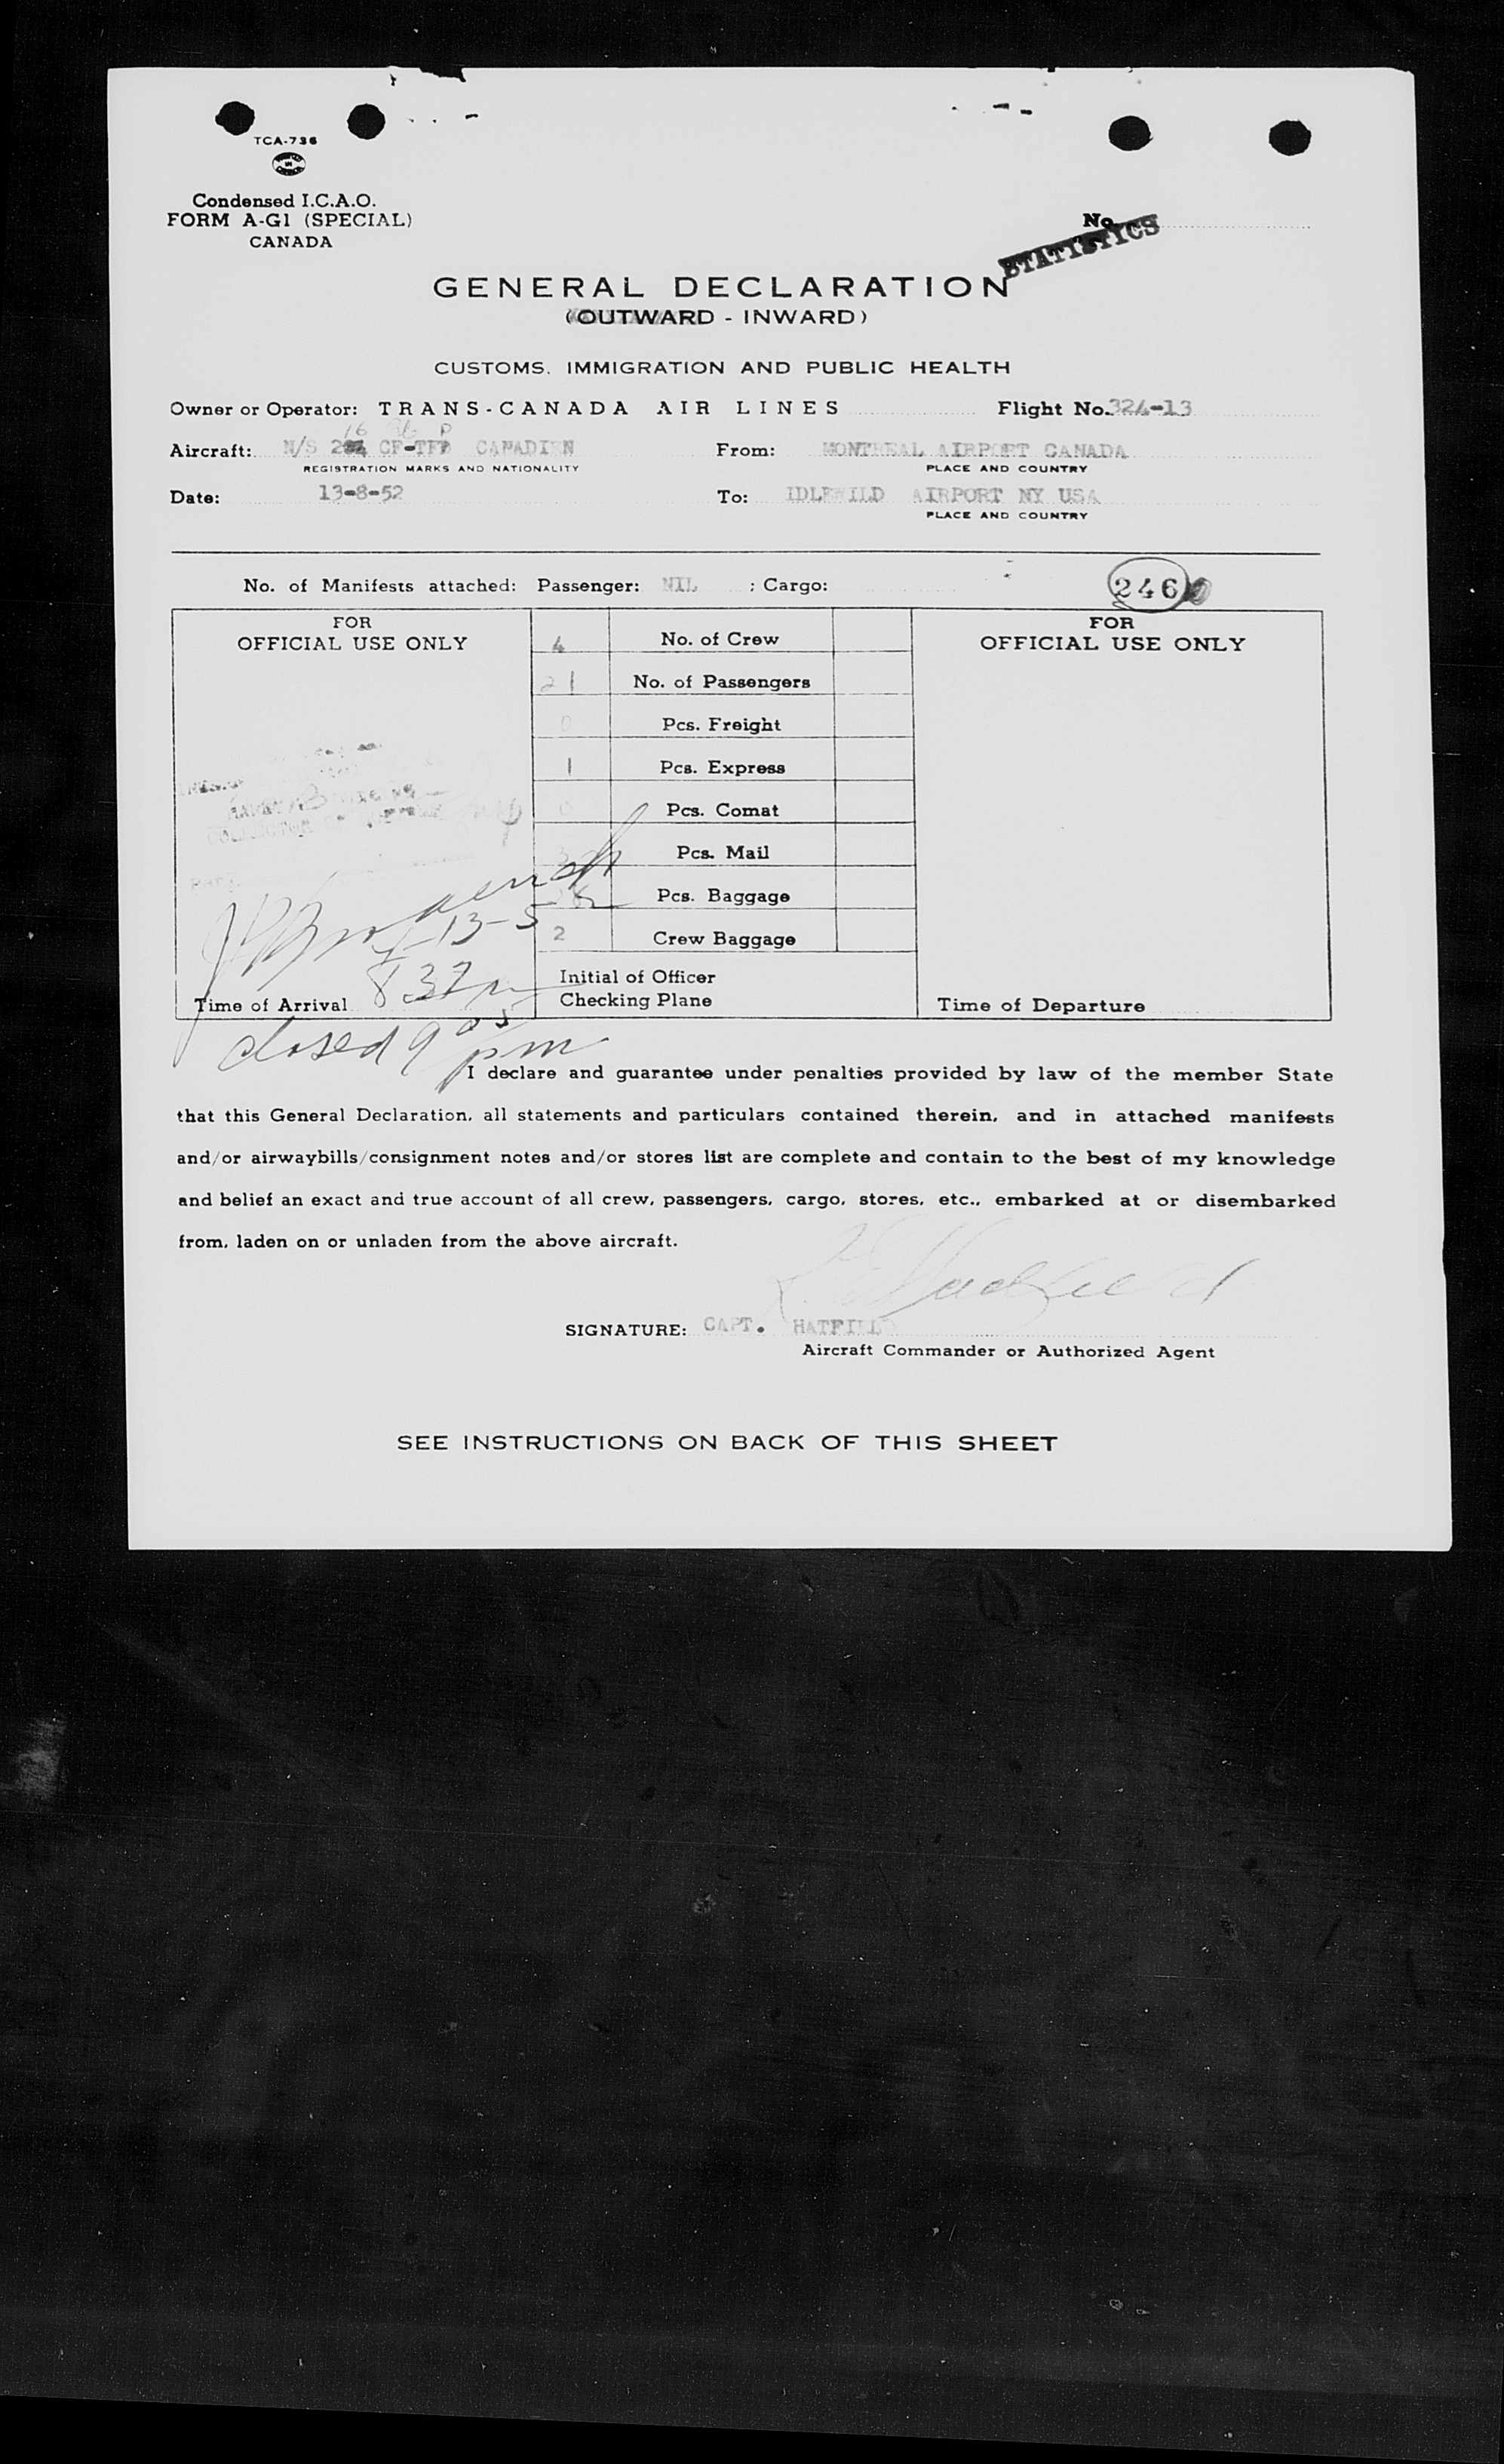 TCA-736
Condensed I.C.A.O.
FORM A-G1 (SPECIAL)
CANADA
No.
STATISTICS
GENERAL DECLARATION
(OUTWARD - INWARD)
CUSTOMS, IMMIGRATION AND PUBLIC HEALTH
Owner or Operator: TRANS-CANADA AIR LINES Flight No. 324-13
16 P
Aircraft: N/S CF-TFP CAPADIEN From: MONTREAL AIRPORT CANADA
REGISTRATION MARKS AND NATIONALITY PLACE AND COUNTRY
Date: 13-8-52 To: IDLEWILD AIRPORT NY USA
PLACE AND COUNTRY
No. of Manifests attached: Passenger: NIL ; Cargo: 246
FOR
OFFICIAL USE ONLY
4 No. of Crew
21 No. of Passengers
0 Pcs. Freight
1 Pcs. Express
0 Pcs. Comat
Pcs. Mail
Pcs. Baggage
2 Crew Baggage
Initial of Officer
Checking Plane
COLLECTOR
8-13-5
Time of Arrival 8 37 pm
FOR
OFFICIAL USE ONLY
Time of Departure
closed 9 05 pm
I declare and guarantee under penalties provided by law of the member State
that this General Declaration, all statements and particulars contained therein, and in attached manifests
and/or airwaybills/consignment notes and/or stores list are complete and contain to the best of my knowledge
and belief an exact and true account of all crew, passengers, cargo, stores, etc., embarked at or disembarked
from, laden on or unladen from the above aircraft.
SIGNATURE: CAPT. HATFIELD
Aircraft Commander or Authorized Agent
SEE INSTRUCTIONS ON BACK OF THIS SHEET